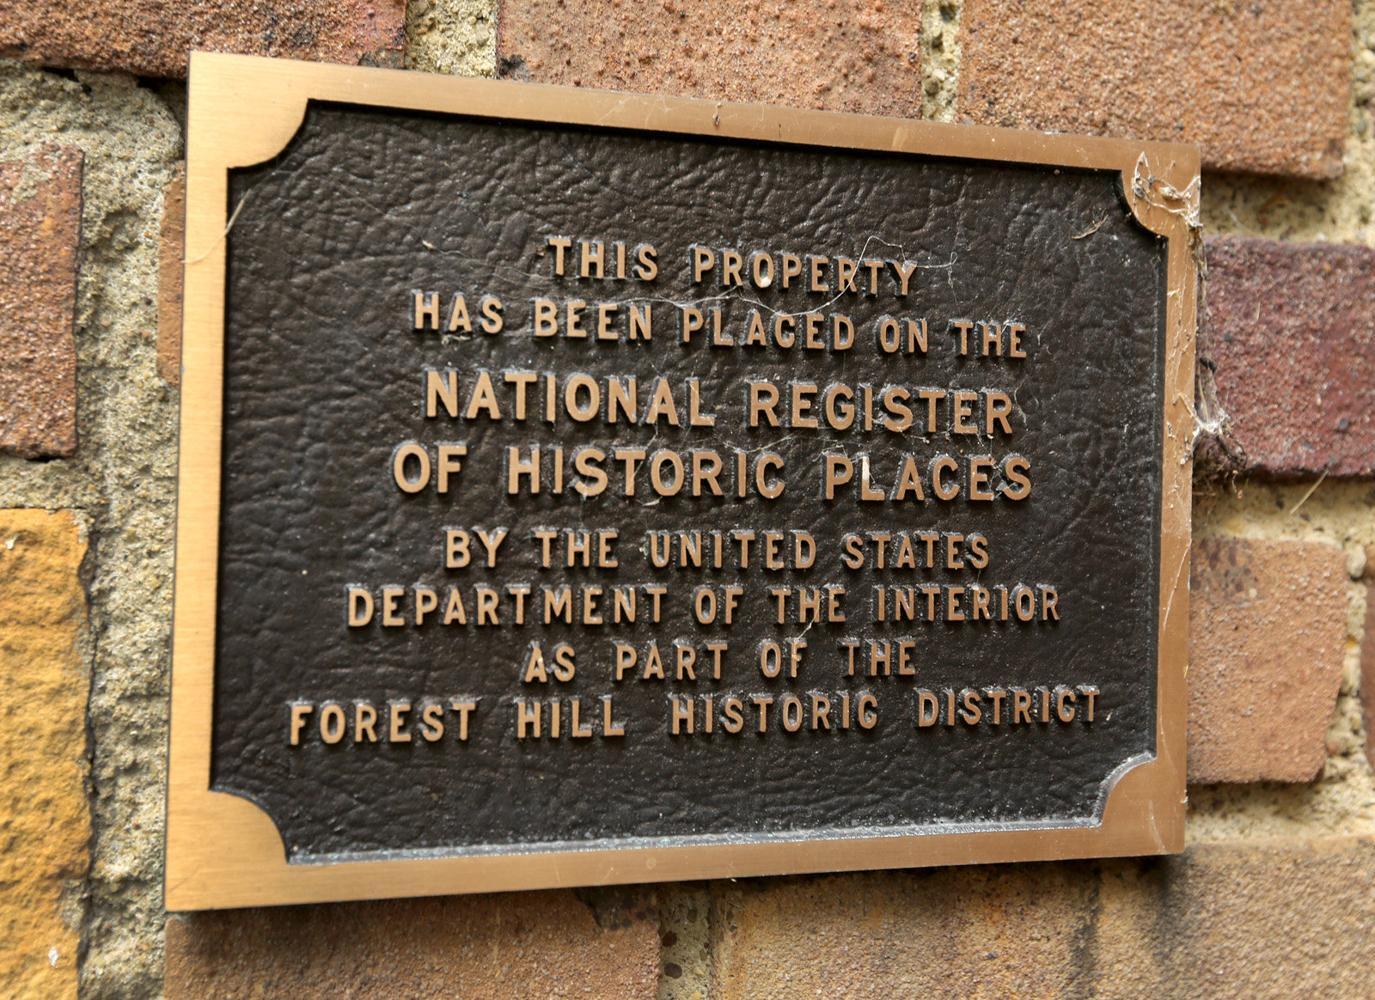 THIS PROPERTY
HAS BEEN PLACED ON THE
NATIONAL REGISTER
OF HISTORIC PLACES
BY THE UNITED STATES
DEPARTMENT OF THE INTERIOR
AS PART OF THE
FOREST HILL HISTORIC DISTRICT